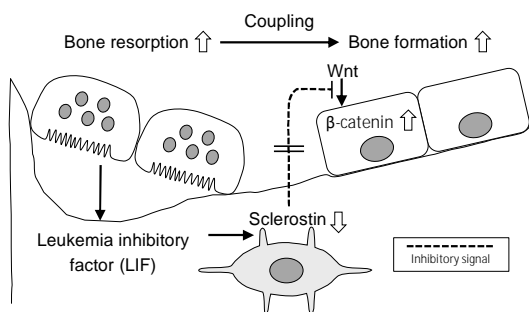 Coupling
Bone resorption ⇧
Bone formation ⇧
Wnt
β-catenin ⇧
Sclerostin ⇩
Leukemia inhibitory
factor (LIF)
Inhibitory signal